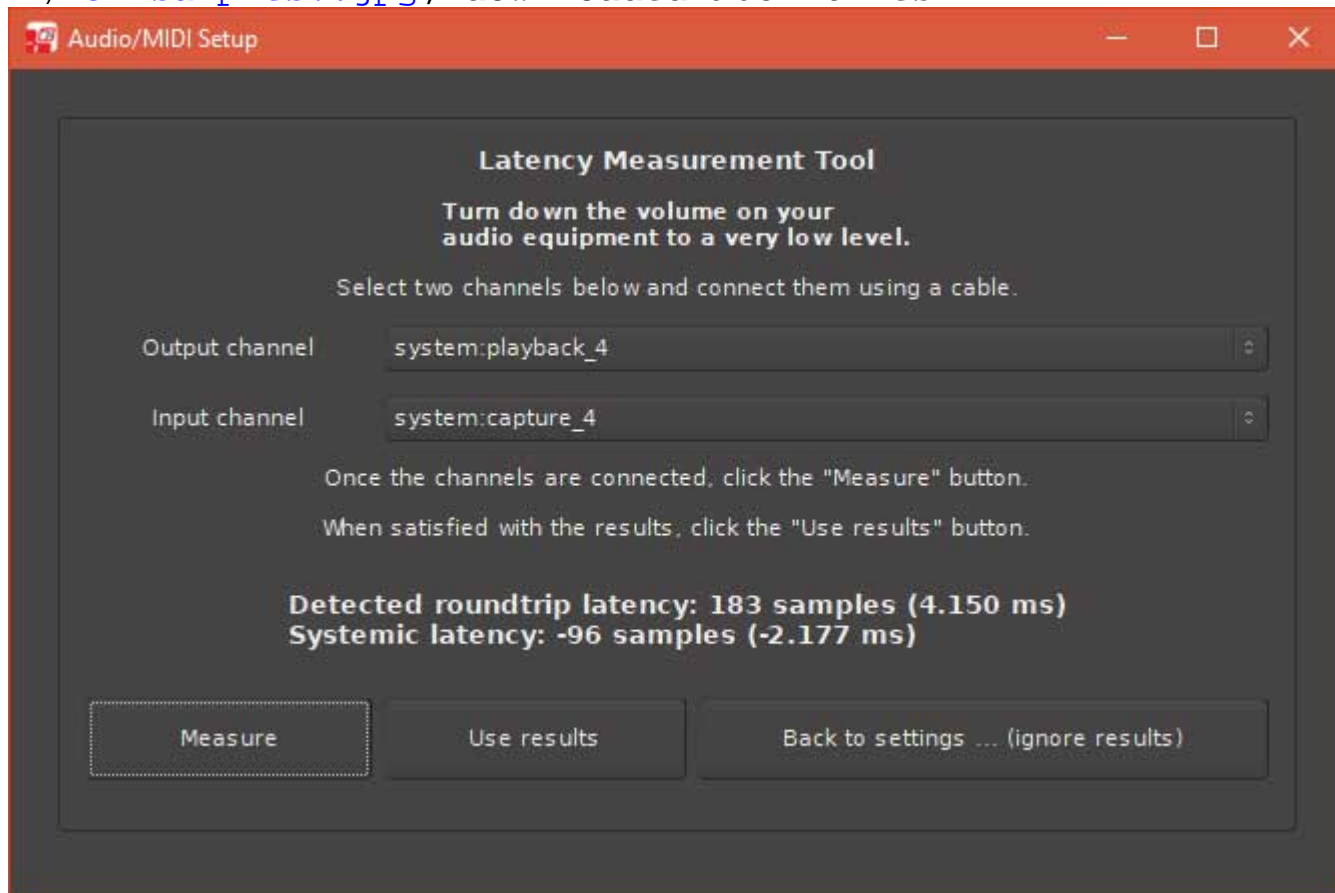 Audio/MIDI Setup
Latency Measurement Tool
Turn down the volume on your
audio equipment to a very low level.
Select two channels below and connect them using a cable.
Output channel system:playback_4
Input channel system:capture_4
Once the channels are connected, click the "Measure" button.
When satisfied with the results, click the "Use results" button.
Detected roundtrip latency: 183 samples (4.150 ms)
Systemic latency: -96 samples (-2.177 ms)
Measure Use results Back to settings ... (ignore results)